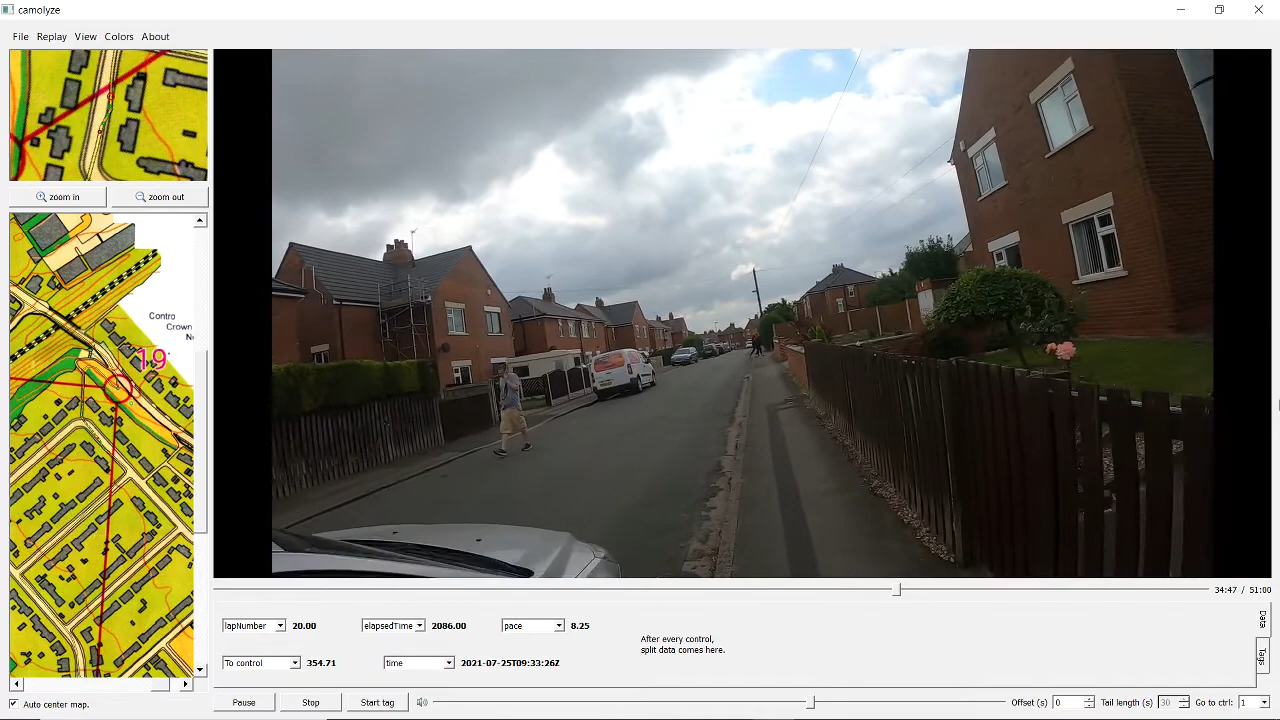 camolyze
File Replay View Colors About
zoom in zoom out
Contro
Crown
N
19
34:47 / 51:00
Data
Tags
lapNumber 20.00 elapsedTime 2086.00 pace 8.25
After every control,
split data comes here.
To control 354.71 time 2021-07-25T09:33:26Z
Auto center map.
Pause Stop Start tag Offset (s) 0 Tail length (s) 30 Go to ctrl: 1